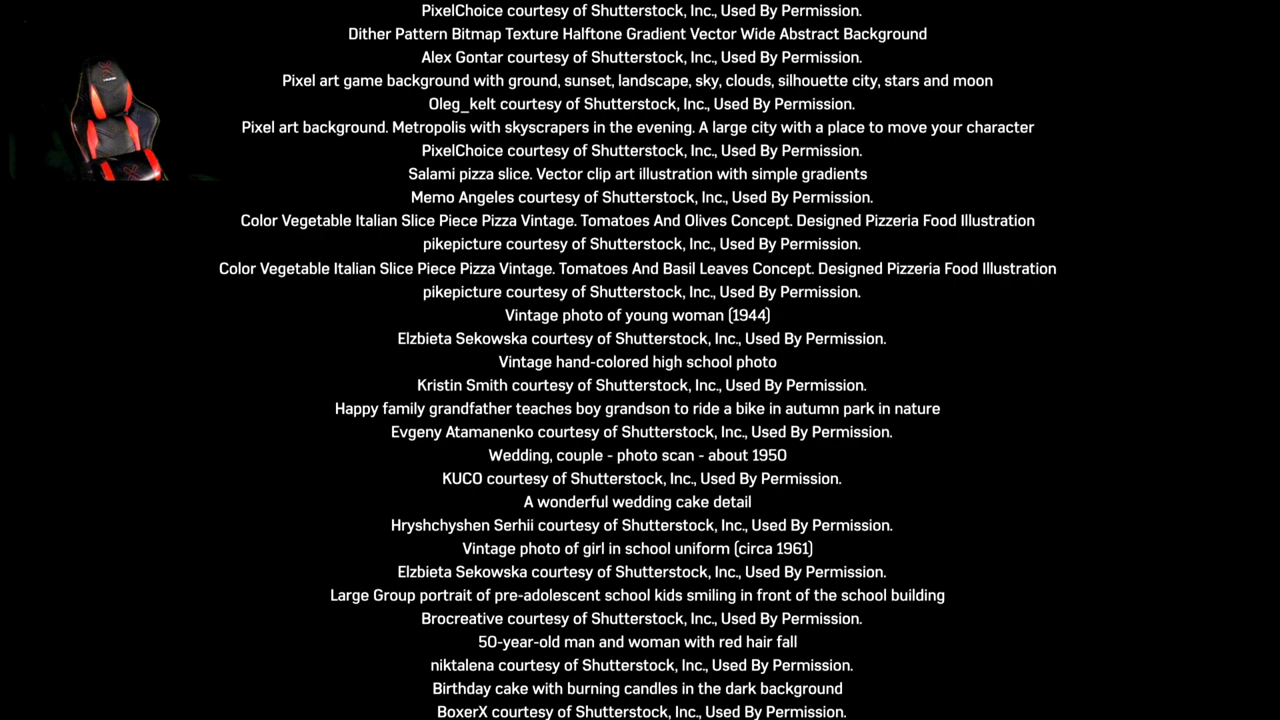 PixelChoice courtesy of Shutterstock, Inc., Used By Permission.
Dither Pattern Bitmap Texture Halftone Gradient Vector Wide Abstract Background
Alex Gontar courtesy of Shutterstock, Inc., Used By Permission.
Pixel art game background with ground, sunset, landscape, sky, clouds, silhouette city, stars and moon
Oleg_kelt courtesy of Shutterstock, Inc., Used By Permission.
Pixel art background. Metropolis with skyscrapers in the evening. A large city with a place to move your character
PixelChoice courtesy of Shutterstock, Inc., Used By Permission.
Salami pizza slice. Vector clip art illustration with simple gradients
Memo Angeles courtesy of Shutterstock, Inc., Used By Permission.
Color Vegetable Italian Slice Piece Pizza Vintage. Tomatoes And Olives Concept. Designed Pizzeria Food Illustration
pikepicture courtesy of Shutterstock, Inc., Used By Permission.
Color Vegetable Italian Slice Piece Pizza Vintage. Tomatoes And Basil Leaves Concept. Designed Pizzeria Food Illustration
pikepicture courtesy of Shutterstock, Inc., Used By Permission.
Vintage photo of young woman (1944)
Elzbieta Sekowska courtesy of Shutterstock, Inc., Used By Permission.
Vintage hand-colored high school photo
Kristin Smith courtesy of Shutterstock, Inc., Used By Permission.
Happy family grandfather teaches boy grandson to ride a bike in autumn park in nature
Evgeny Atamanenko courtesy of Shutterstock, Inc., Used By Permission.
Wedding, couple - photo scan - about 1950
KUCO courtesy of Shutterstock, Inc., Used By Permission.
A wonderful wedding cake detail
Hryshchyshen Serhii courtesy of Shutterstock, Inc., Used By Permission.
Vintage photo of girl in school uniform (circa 1961)
Elzbieta Sekowska courtesy of Shutterstock, Inc., Used By Permission.
Large Group portrait of pre-adolescent school kids smiling in front of the school building
Brocreative courtesy of Shutterstock, Inc., Used By Permission.
50-year-old man and woman with red hair fall
niktalena courtesy of Shutterstock, Inc., Used By Permission.
Birthday cake with burning candles in the dark background
BoxerX courtesy of Shutterstock, Inc., Used By Permission.